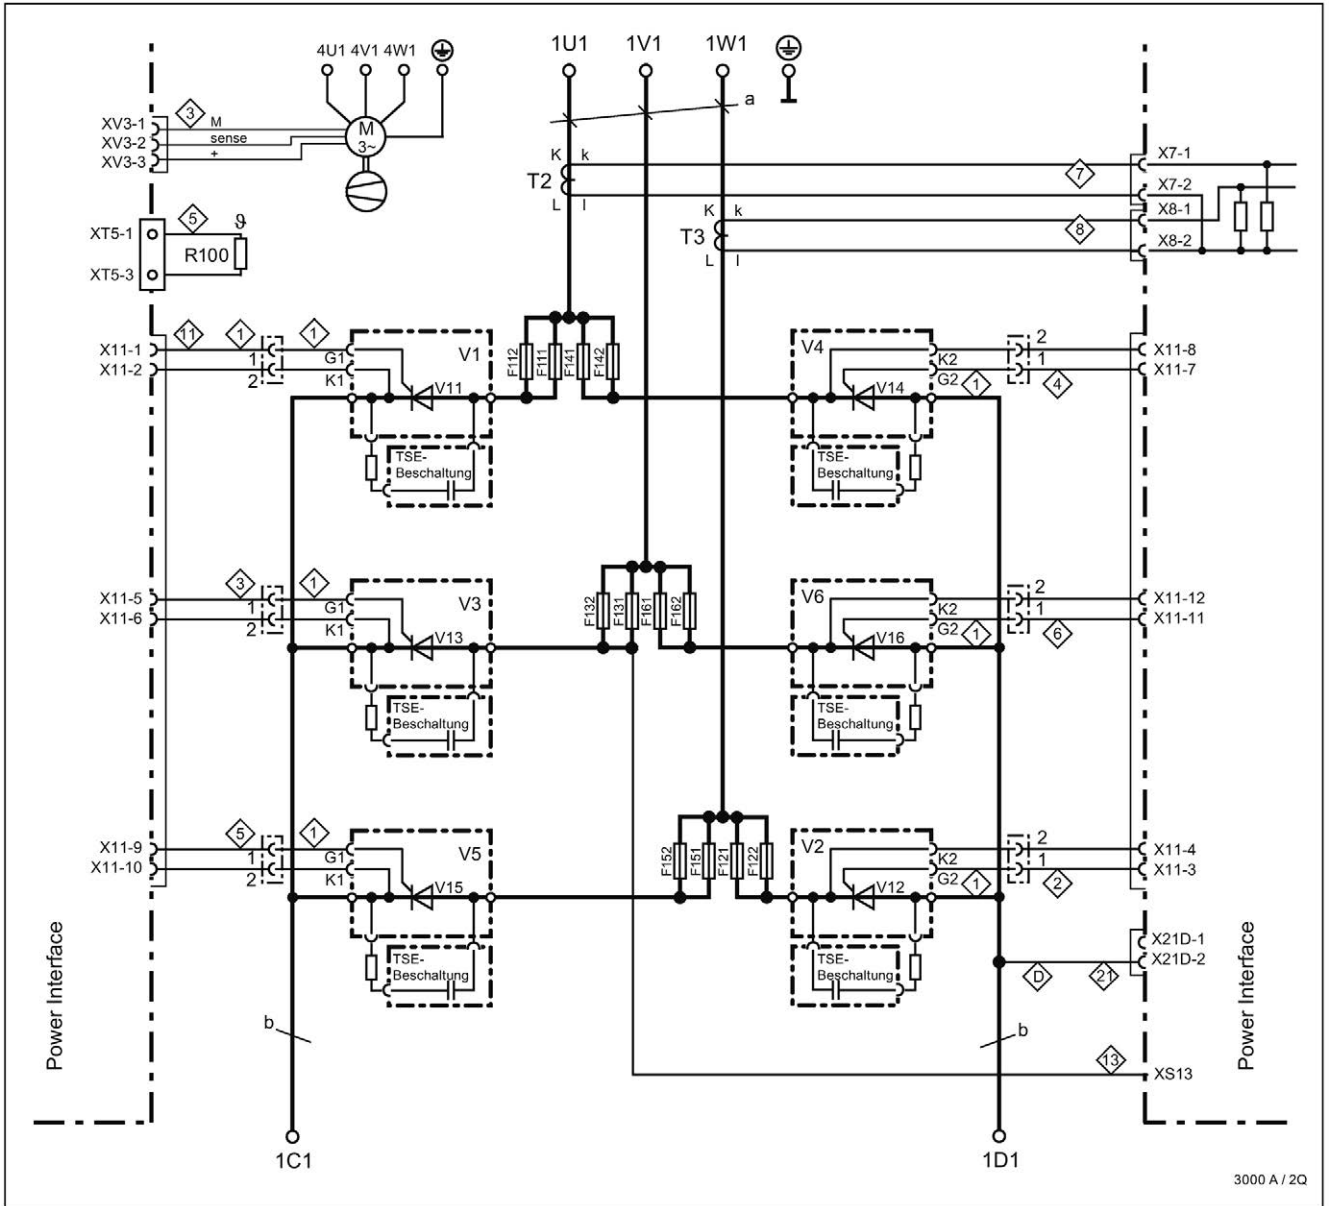 4U1 4V1 4W1
1U1 1V1 1W1
a
XV3-1 3 M
XV3-2 sense
XV3-3 +
M
3~
K k
T2
L l
7
X7-1
X7-2
K k
T3
L l
8
X8-1
X8-2
XT5-1 5 ϑ
R100
XT5-3
X11-1 11 1 1
X11-2 1 G1
2 K1
V1
V11
F112 F111 F141 F142
V4
V14
K2 2 X11-8
G2 1 1 4 X11-7
TSE-
Beschaltung
TSE-
Beschaltung
X11-5 3 1
X11-6 1 G1
2 K1
V3
V13
F132 F131 F161 F162
V6
V16
K2 2 X11-12
G2 1 1 6 X11-11
TSE-
Beschaltung
TSE-
Beschaltung
X11-9 5 1
X11-10 1 G1
2 K1
V5
V15
F152 F151 F121 F122
V2
V12
K2 2 X11-4
G2 1 1 2 X11-3
TSE-
Beschaltung
TSE-
Beschaltung
X21D-1
D 21 X21D-2
Power Interface
Power Interface
b
b
13 XS13
1C1
1D1
3000 A / 2Q